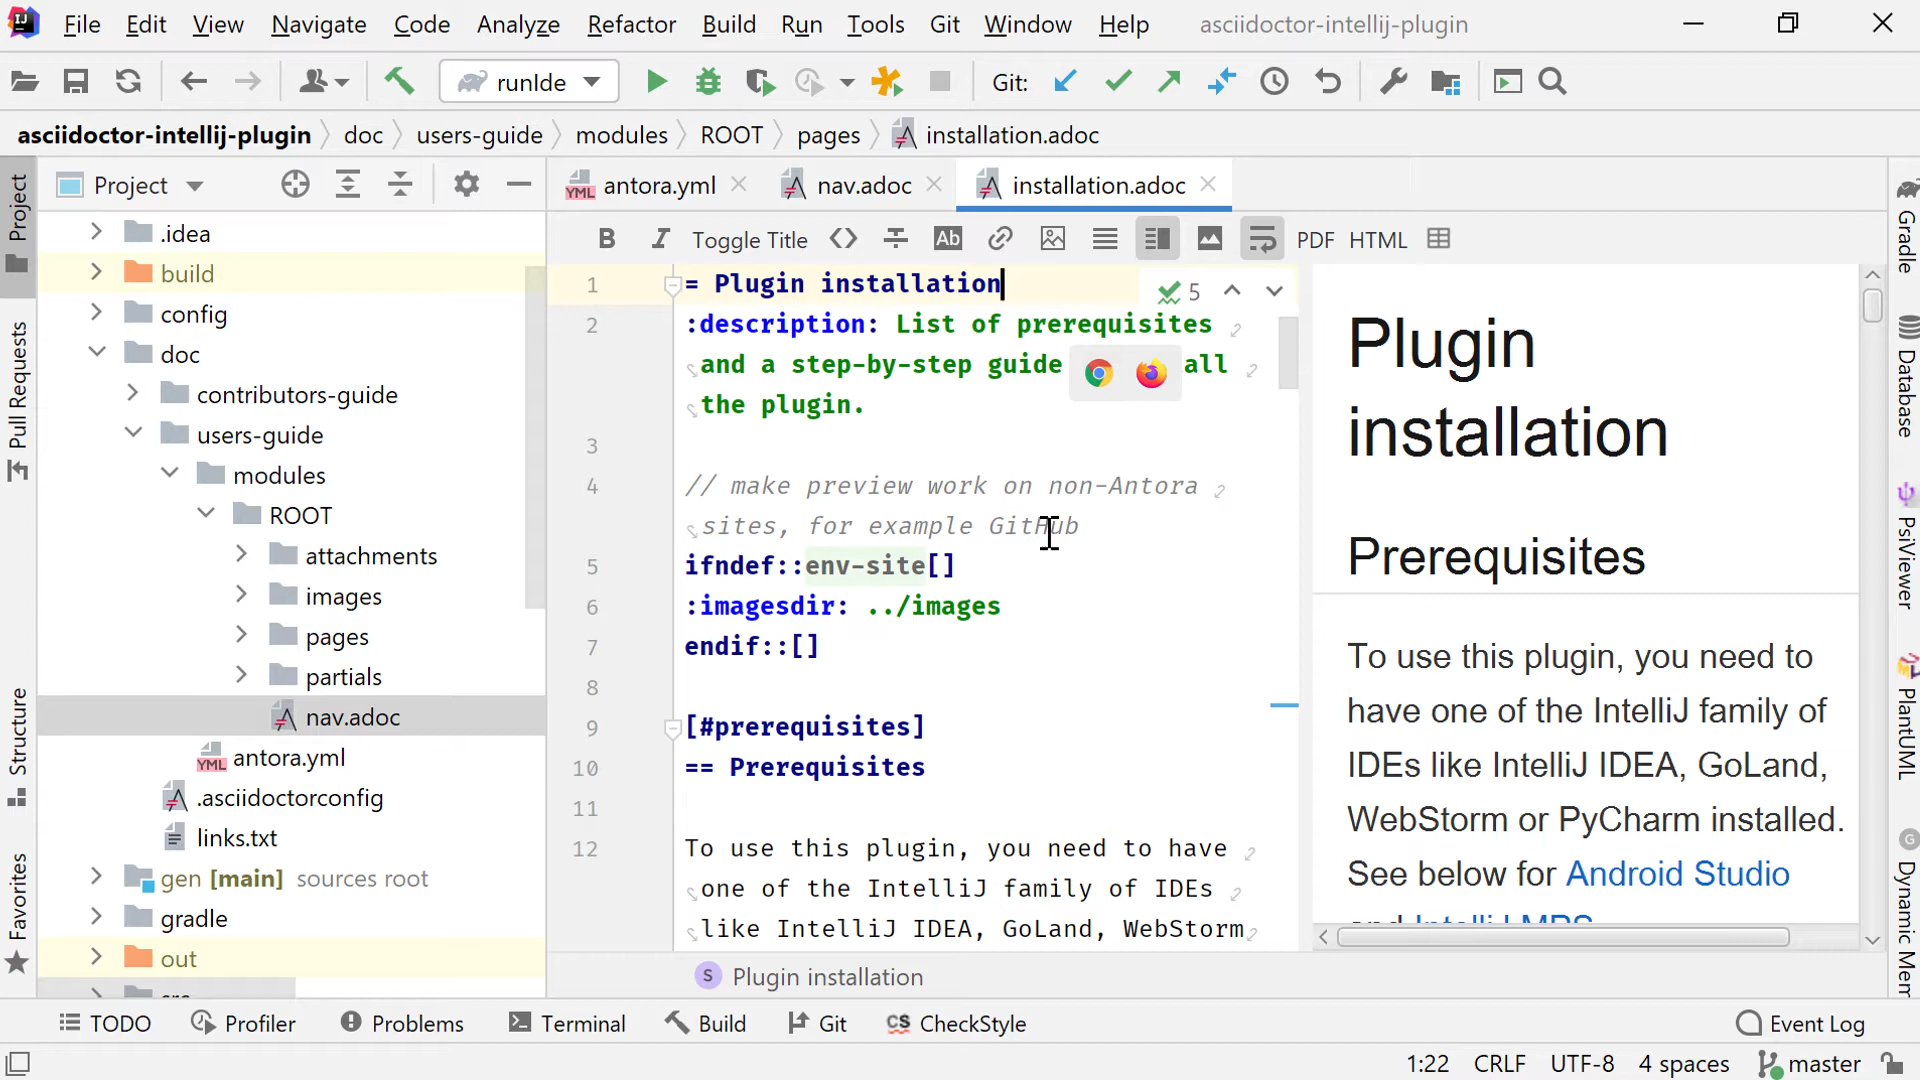 File Edit View Navigate Code Analyze Refactor Build Run Tools Git Window Help asciidoctor-intellij-plugin
runIde Git:
asciidoctor-intellij-plugin doc users-guide modules ROOT pages installation.adoc
Project
antora.yml nav.adoc installation.adoc
B I Toggle Title <> Ab PDF HTML
.idea
build
config
doc
contributors-guide
users-guide
modules
ROOT
attachments
images
pages
partials
nav.adoc
antora.yml
.asciidoctorconfig
links.txt
gen [main] sources root
gradle
out
Project
Pull Requests
Structure
Favorites
1 = Plugin installation
5
2 :description: List of prerequisites
and a step-by-step guide all
the plugin.
3
4 // make preview work on non-Antora
sites, for example GitHub
5 ifndef::env-site[]
6 :imagesdir: ../images
7 endif::[]
8
9 [#prerequisites]
10 == Prerequisites
11
12 To use this plugin, you need to have
one of the IntelliJ family of IDEs
like IntelliJ IDEA, GoLand, WebStorm
S Plugin installation
Plugin
installation
Prerequisites
To use this plugin, you need to
have one of the IntelliJ family of
IDEs like IntelliJ IDEA, GoLand,
WebStorm or PyCharm installed.
See below for Android Studio
and IntelliJ MPS
Gradle
Database
PsiViewer
PlantUML
Dynamic Mem
TODO Profiler Problems Terminal Build Git CS CheckStyle Event Log
1:22 CRLF UTF-8 4 spaces master